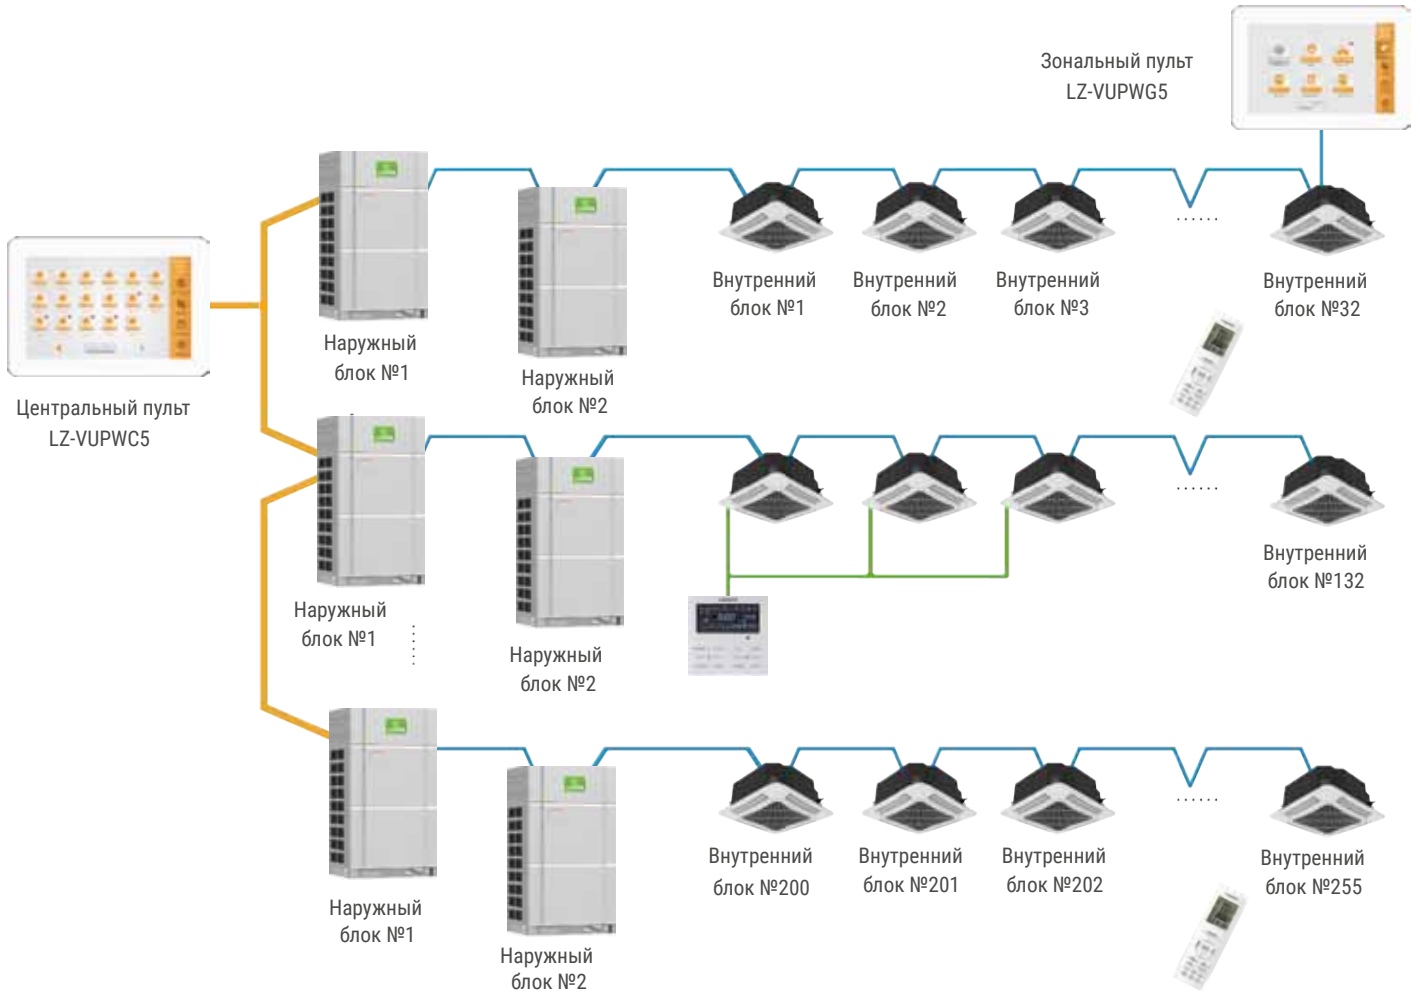 Зональный пульт
LZ-VUPWG5
Внутренний
блок №1
Внутренний
блок №2
Внутренний
блок №3
Внутренний
блок №32
Наружный
блок №1
Наружный
блок №2
Центральный пульт
LZ-VUPWC5
Внутренний
блок №132
Наружный
блок №1
Наружный
блок №2
Внутренний
блок №200
Внутренний
блок №201
Внутренний
блок №202
Внутренний
блок №255
Наружный
блок №1
Наружный
блок №2